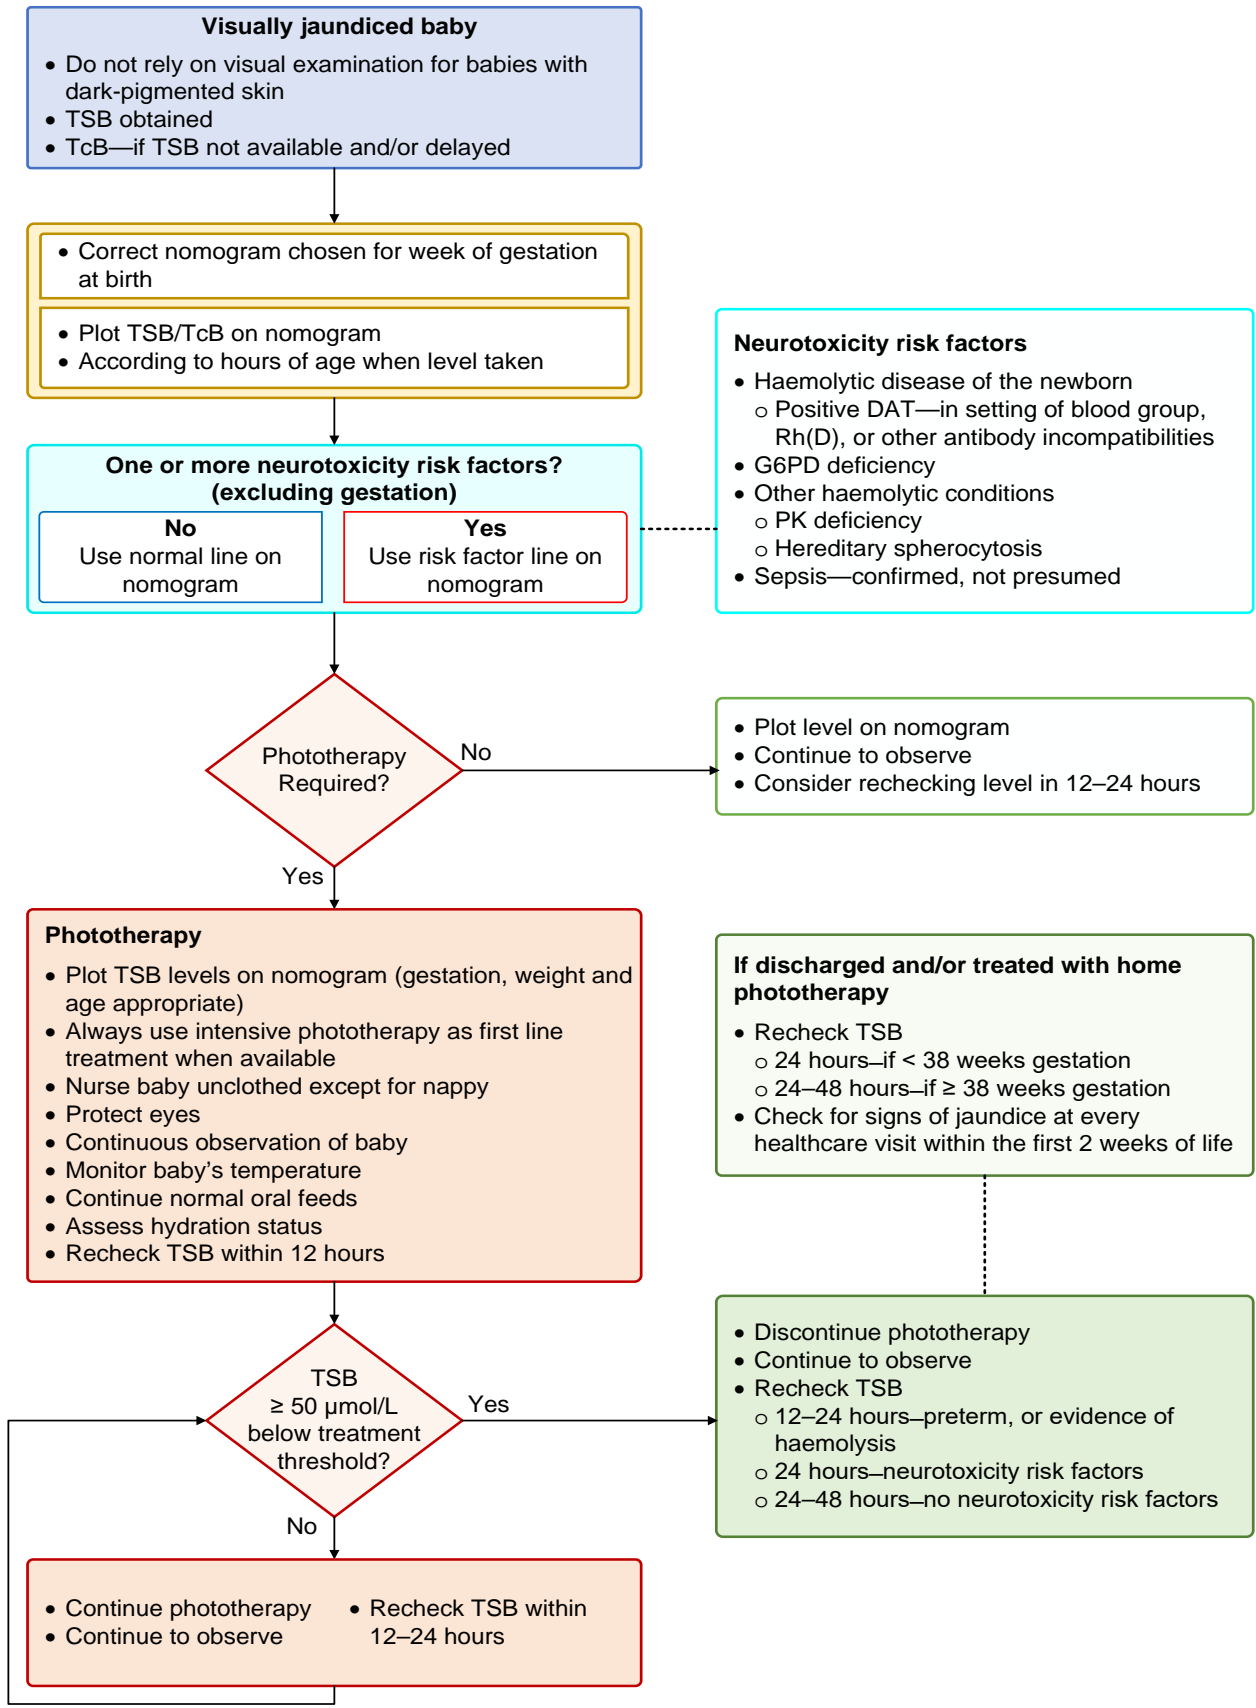 Visually jaundiced baby
• Do not rely on visual examination for babies with
dark-pigmented skin
• TSB obtained
• TcB—if TSB not available and/or delayed
• Correct nomogram chosen for week of gestation
at birth
• Plot TSB/TcB on nomogram
• According to hours of age when level taken
One or more neurotoxicity risk factors?
(excluding gestation)
No
Use normal line on
nomogram
Yes
Use risk factor line on
nomogram
Neurotoxicity risk factors
• Haemolytic disease of the newborn
o Positive DAT—in setting of blood group,
Rh(D), or other antibody incompatibilities
• G6PD deficiency
• Other haemolytic conditions
o PK deficiency
o Hereditary spherocytosis
• Sepsis—confirmed, not presumed
Phototherapy
Required?
No
• Plot level on nomogram
• Continue to observe
• Consider rechecking level in 12–24 hours
Yes
Phototherapy
• Plot TSB levels on nomogram (gestation, weight and
age appropriate)
• Always use intensive phototherapy as first line
treatment when available
• Nurse baby unclothed except for nappy
• Protect eyes
• Continuous observation of baby
• Monitor baby's temperature
• Continue normal oral feeds
• Assess hydration status
• Recheck TSB within 12 hours
If discharged and/or treated with home
phototherapy
• Recheck TSB
o 24 hours–if < 38 weeks gestation
o 24–48 hours–if ≥ 38 weeks gestation
• Check for signs of jaundice at every
healthcare visit within the first 2 weeks of life
TSB
≥ 50 µmol/L
below treatment
threshold?
Yes
• Discontinue phototherapy
• Continue to observe
• Recheck TSB
o 12–24 hours–preterm, or evidence of
haemolysis
o 24 hours–neurotoxicity risk factors
o 24–48 hours–no neurotoxicity risk factors
No
• Continue phototherapy
• Continue to observe
• Recheck TSB within
12–24 hours